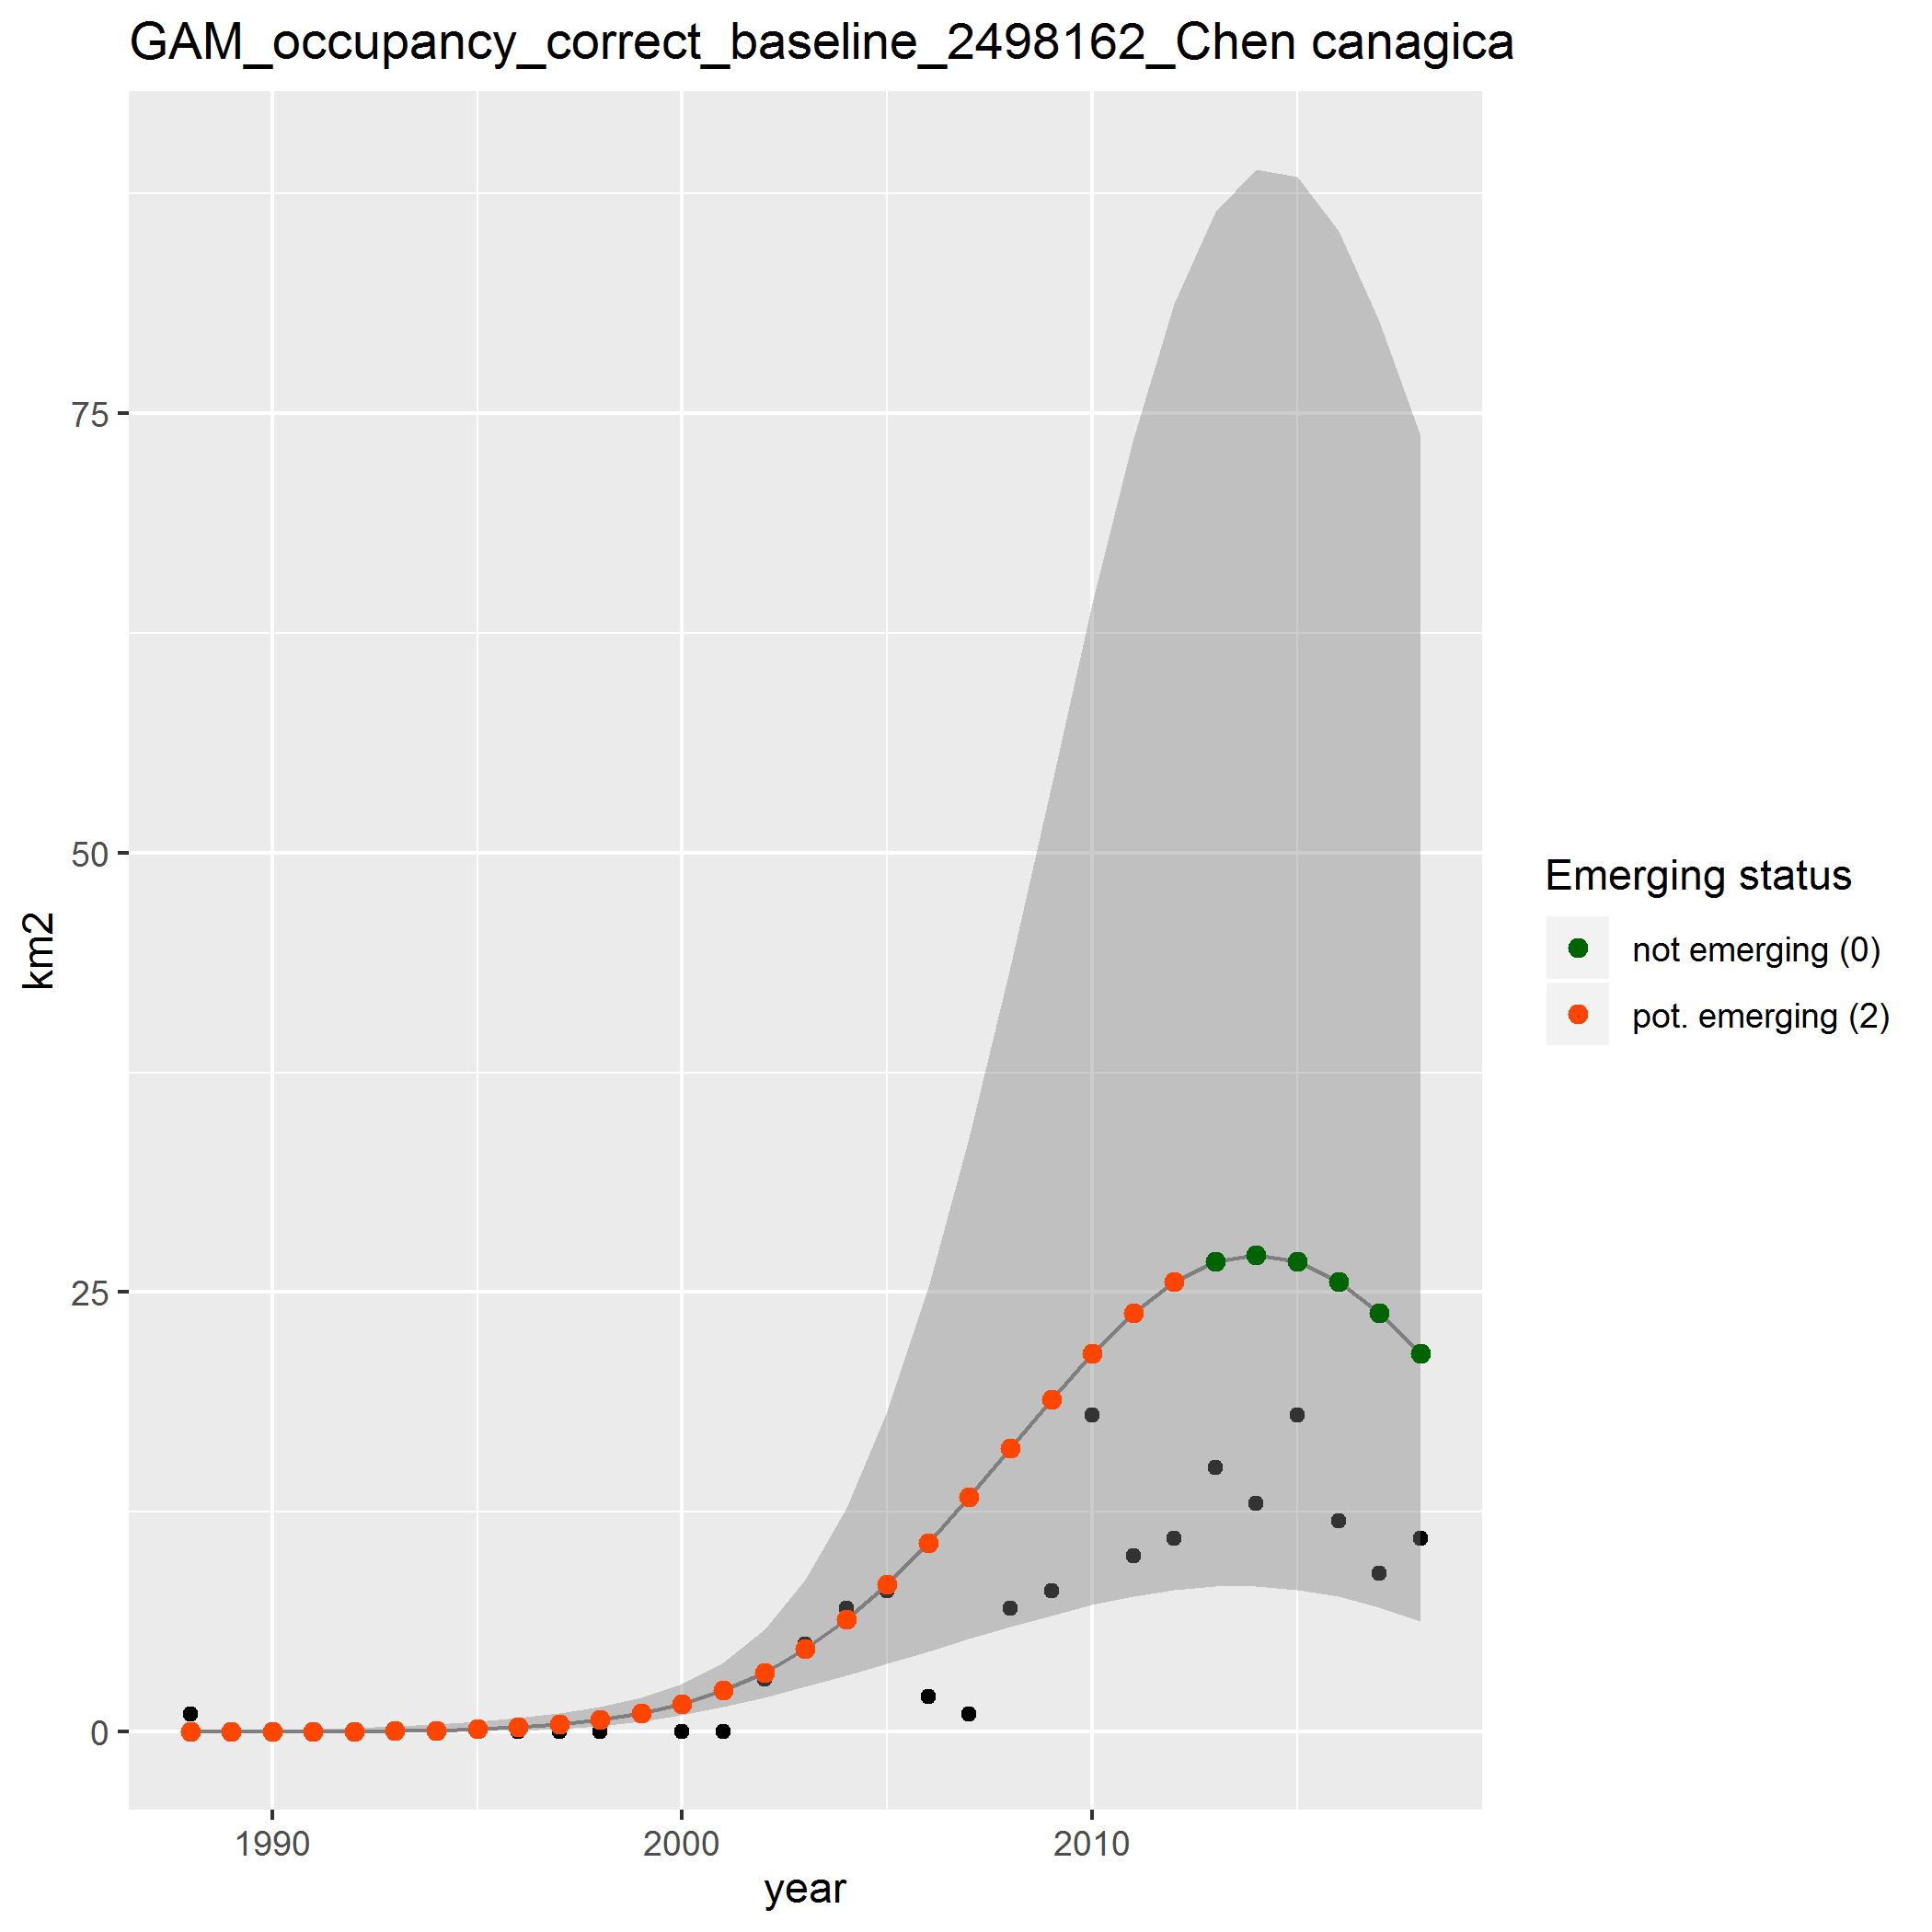 GAM_occupancy_correct_baseline_2498162_Chen canagica
75
50
25
0
km2
1990
2000
2010
year
Emerging status
not emerging (0)
pot. emerging (2)